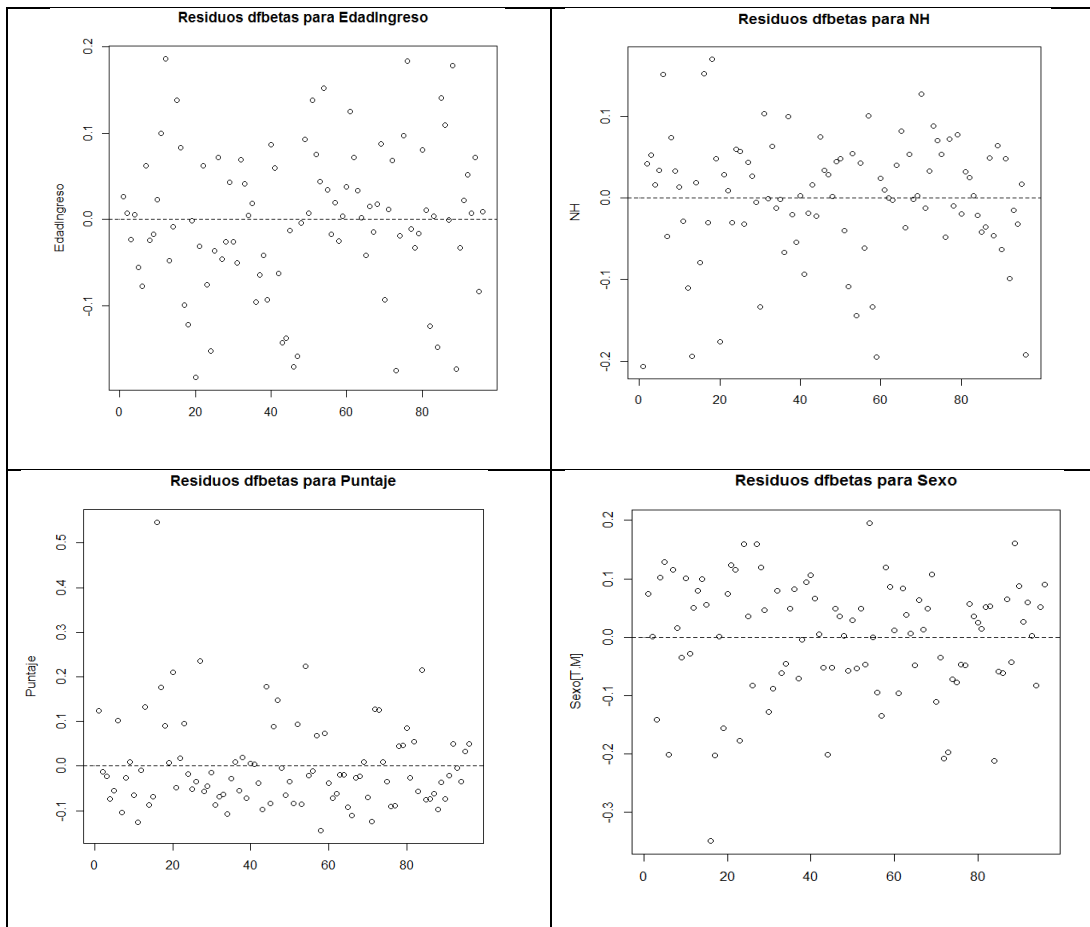 Residuos dfbetas para EdadIngreso
0.2
0.1
0.0
-0.1
EdadIngreso
0 20 40 60 80
Residuos dfbetas para NH
0.1
0.0
-0.1
-0.2
NH
0 20 40 60 80
Residuos dfbetas para Puntaje
0.5
0.4
0.3
0.2
0.1
0.0
-0.1
Puntaje
0 20 40 60 80
Residuos dfbetas para Sexo
0.2
0.1
0.0
-0.1
-0.2
-0.3
Sexo[T.M]
0 20 40 60 80